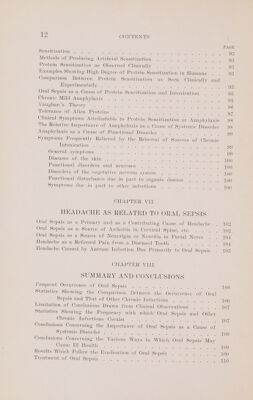 12 CONTENTS
PAGE
Sensitization 92
Methods of Producing Artificial Sensitization 93
Protein Sensitization as Observed Clinically 93
Examples Showing High Degree of Protein Sensitization in Humans 93
Comparison Between Protein Sensitization as Seen Clinically and
Experimentally 95
Oral Sepsis as a Cause of Protein Sensitization and Intoxication 95
Chronic Mild Anaphylaxis 95
Vaughan's Theory 96
Tolerance of Alien Proteins 97
Clinical Symptoms Attributable to Protein Sensitization or Anaphylaxis 98
The Relative Importance of Anaphylaxis as a Cause of Systemic Disorder 98
Anaphylaxis as a Cause of Functional Disorder 98
Symptoms Frequently Relieved by the Removal of Sources of Chronic
Intoxication 99
General symptoms 99
Diseases of the skin 100
Functional disorders and neuroses 100
Disorders of the vegetative nervous system 100
Functional disturbance due in part to organic disease 100
Symptoms due in part to other infections 100
CHAPTER VII
HEADACHE AS RELATED TO ORAL SEPSIS
Oral Sepsis as a Primary and as a Contributing Cause of Headache 102
Oral Sepsis as a Source of Arthritis in Cervical Spine, etc. 102
Oral Sepsis as a Source of Neuralgia or Neuritis in Facial Nerve 104
Headache as a Referred Pain from a Diseased Tooth 104
Headache Caused by Antrum Infection Due Primarily to Oral Sepsis 105
CHAPTER VIII
SUMMARY AND CONCLUSIONS
Frequent Occurrence of Oral Sepsis 106
Statistics Showing the Comparison Between the Occurrence of Oral
Sepsis and That of Other Chronic Infections 106
Limitation of Conclusions Drawn from Clinical Observations 107
Statistics Showing the Frequency with which Oral Sepsis and Other
Chronic Infections Coexist 107
Conclusions Concerning the Importance of Oral Sepsis as a Cause of
Systemic Disorder 108
Conclusions Concerning the Various Ways in Which Oral Sepsis May
Cause Ill Health 109
Results Which Follow the Eradication of Oral Sepsis 109
Treatment of Oral Sepsis 110